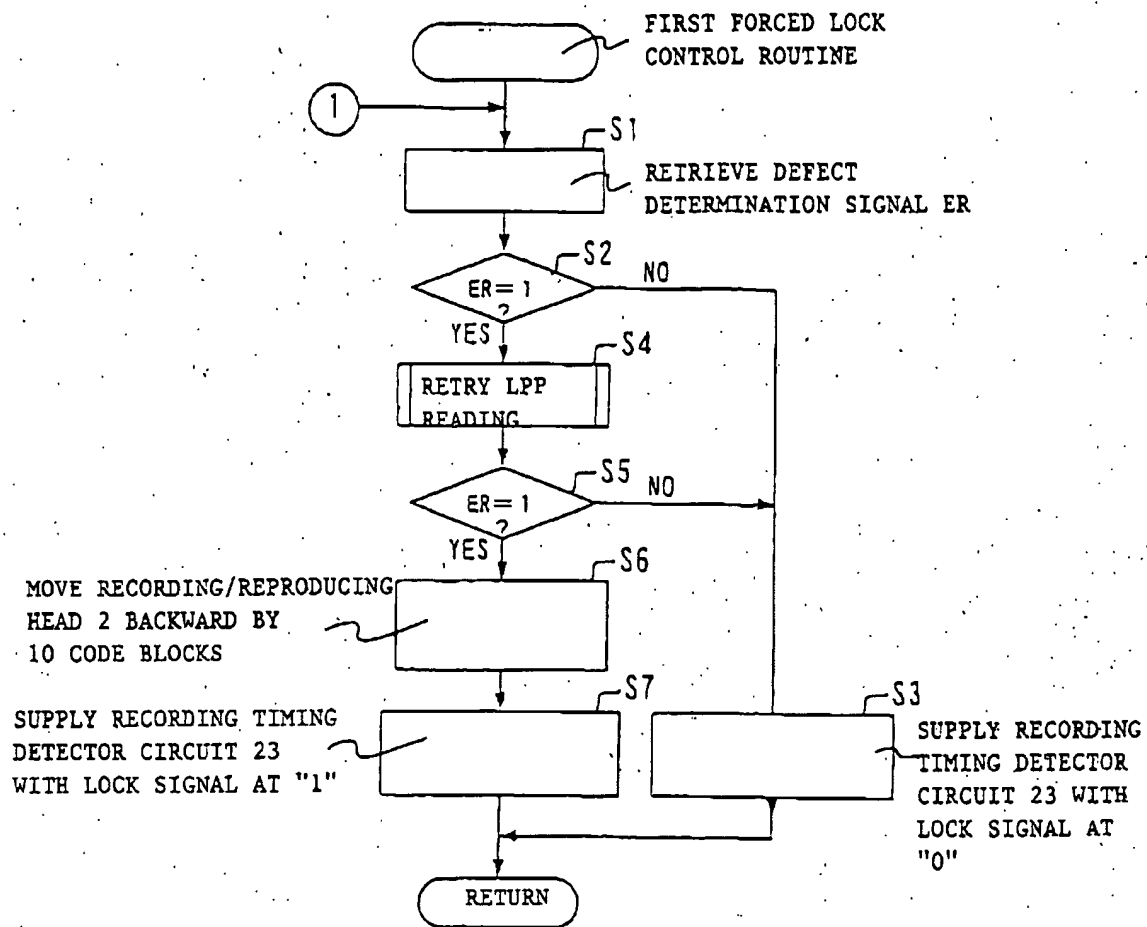 FIRST FORCED LOCK
CONTROL ROUTINE
1
S1
RETRIEVE DEFECT
DETERMINATION SIGNAL ER
S2
ER=1
?
NO
YES
S4
RETRY LPP
READING
S5
ER=1
?
NO
YES
S6
MOVE RECORDING/REPRODUCING
HEAD 2 BACKWARD BY
10 CODE BLOCKS
S7
SUPPLY RECORDING TIMING
DETECTOR CIRCUIT 23
WITH LOCK SIGNAL AT "1"
S3
SUPPLY RECORDING
TIMING DETECTOR
CIRCUIT 23 WITH
LOCK SIGNAL AT
"0"
RETURN